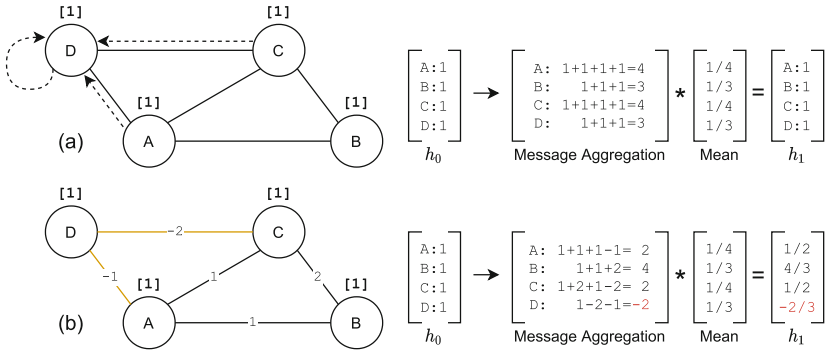 [1] [1]
D C
[1] [1]
A B
(a)
A:1
B:1
C:1
D:1
h0
A: 1+1+1+1=4
B: 1+1+1=3
C: 1+1+1+1=4
D: 1+1+1=3
Message Aggregation
*
1/4
1/3
1/4
1/3
Mean
=
A:1
B:1
C:1
D:1
h1
[1] [1]
D -2 C
-1 1 2
[1] [1]
A 1 B
(b)
A:1
B:1
C:1
D:1
h0
A: 1+1+1-1= 2
B: 1+1+2= 4
C: 1+2+1-2= 2
D: 1-2-1=-2
Message Aggregation
*
1/4
1/3
1/4
1/3
Mean
=
1/2
4/3
1/2
-2/3
h1